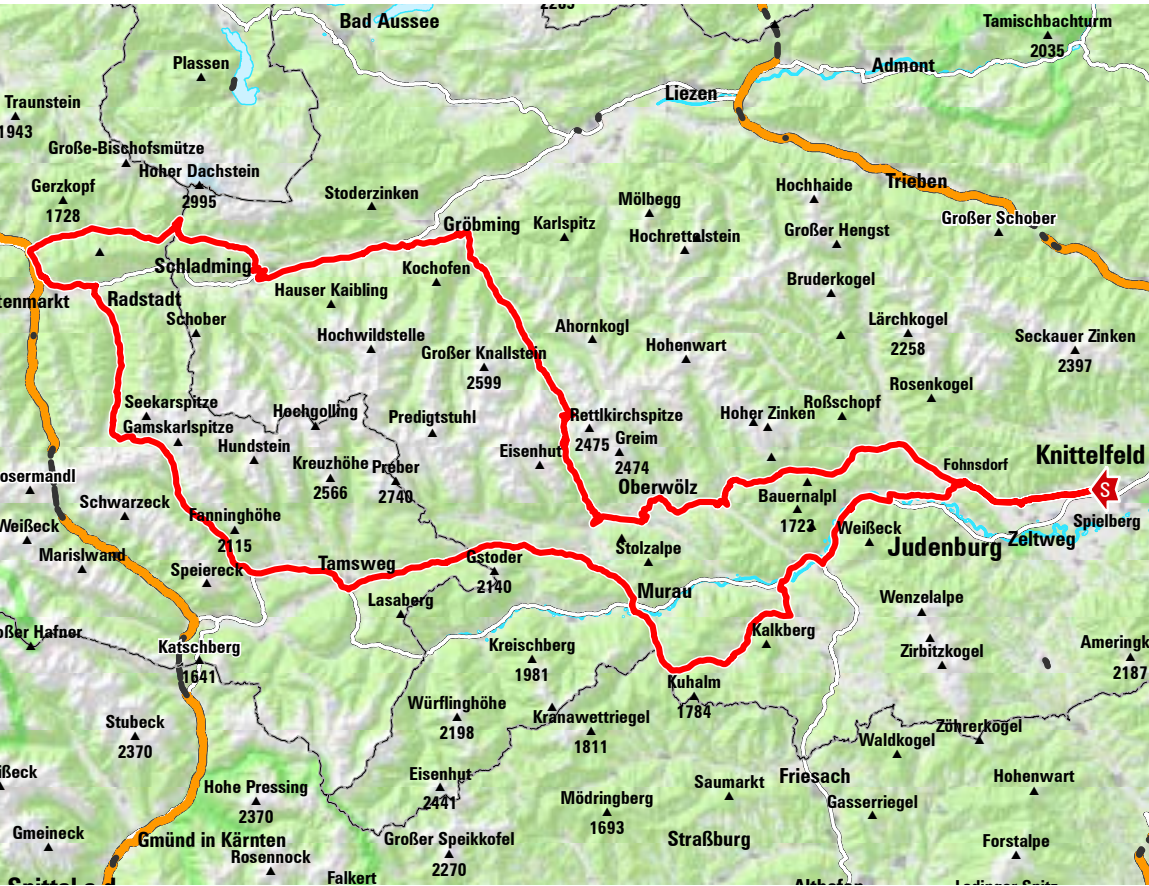 2205
Bad Aussee
Tamischbachturm
2035
Plassen
Admont
Liezen
Traunstein
1943
Große-Bischofsmütze
Hoher Dachstein
2995
Gerzkopf
1728
Stoderzinken
Mölbegg
Hochhaide
Trieben
Großer Schober
Gröbming
Karlspitz
Hochrettelstein
Großer Hengst
Schladming
Kochofen
Bruderkogel
tenmarkt
Radstadt
Hauser Kaibling
Schober
Hochwildstelle
Ahornkogl
Lärchkogel
2258
Seckauer Zinken
2397
Großer Knallstein
2599
Hohenwart
Rosenkogel
Seekarspitze
Gamskarlspitze
Hochgolling
Predigtstuhl
Rettlkirchspitze
2475
Hoher Zinken
Roßschopf
Hundstein
Eisenhut
Greim
2474
Knittelfeld
S
osermandl
Kreuzhöhe
2566
Preber
2740
Oberwölz
Fohnsdorf
Schwarzeck
Bauernalpl
1723
Fanninghöhe
2115
Weißeck
Spielberg
Weißeck
Marislwand
Stolzalpe
Judenburg
Zeltweg
Speiereck
Tamsweg
Gstoder
2140
Lasaberg
Murau
Wenzelalpe
oßer Hafner
Katschberg
1641
Kreischberg
1981
Kalkberg
Zirbitzkogel
Ameringk
2187
Kuhalm
1784
Stubeck
2370
Würflinghöhe
2198
Kranawettriegel
1811
Zöhrerkogel
Waldkogel
ißeck
Hohe Pressing
2370
Eisenhut
2441
Saumarkt
Friesach
Hohenwart
Mödringberg
1693
Gasserriegel
Gmeineck
Gmünd in Kärnten
Rosennock
Großer Speikkofel
2270
Straßburg
Forstalpe
Falkert